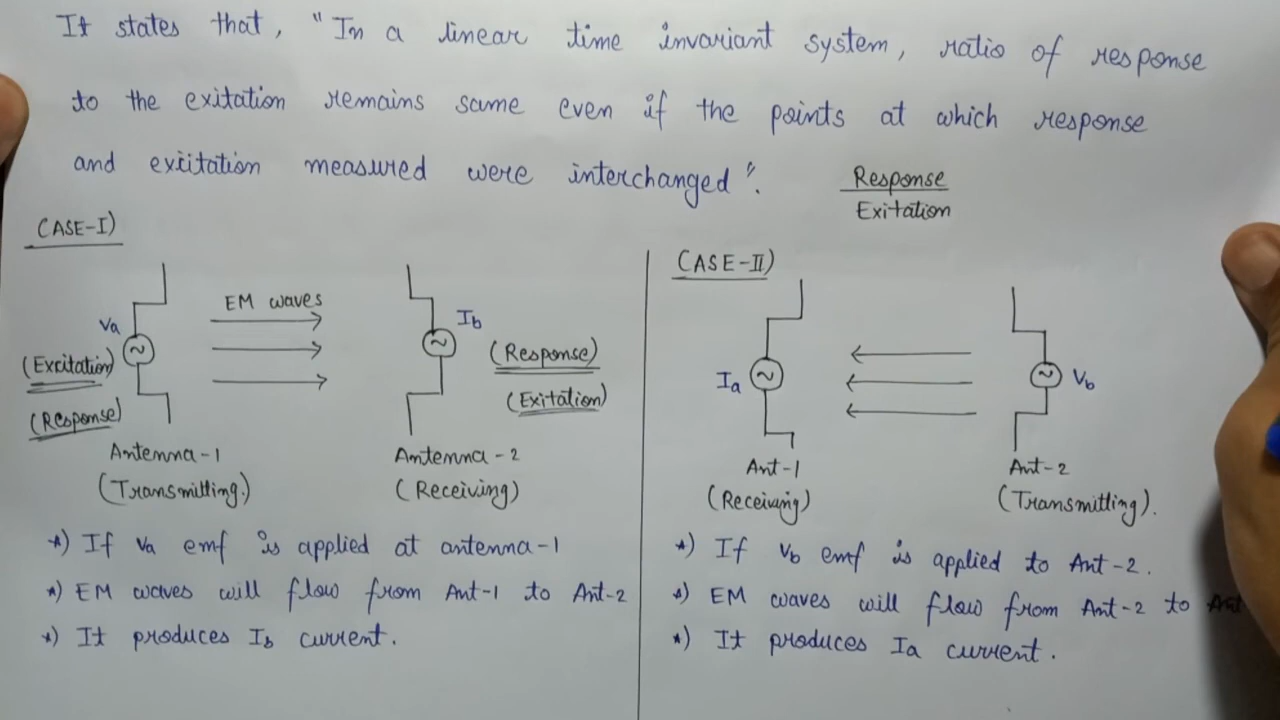 It states that, "In a linear time invariant system, ratio of response
to the exitation remains same even if the points at which response
and exitation measured were interchanged".
Response
Exitation
CASE-I)
EM waves
Va
Ib
(Excitation)
(Response)
(Response)
(Exitation)
Antenna-1
(Transmitting)
Antenna-2
(Receiving)
*) If Va emf is applied at antenna-1
*) EM waves will flow from Ant-1 to Ant-2
*) It produces Ib current.
CASE-II)
Ia
Vb
Ant-1
(Receiving)
Ant-2
(Transmitting).
*) If Vb emf is applied to Ant-2.
*) EM waves will flow from Ant-2 to
*) It produces Ia current.